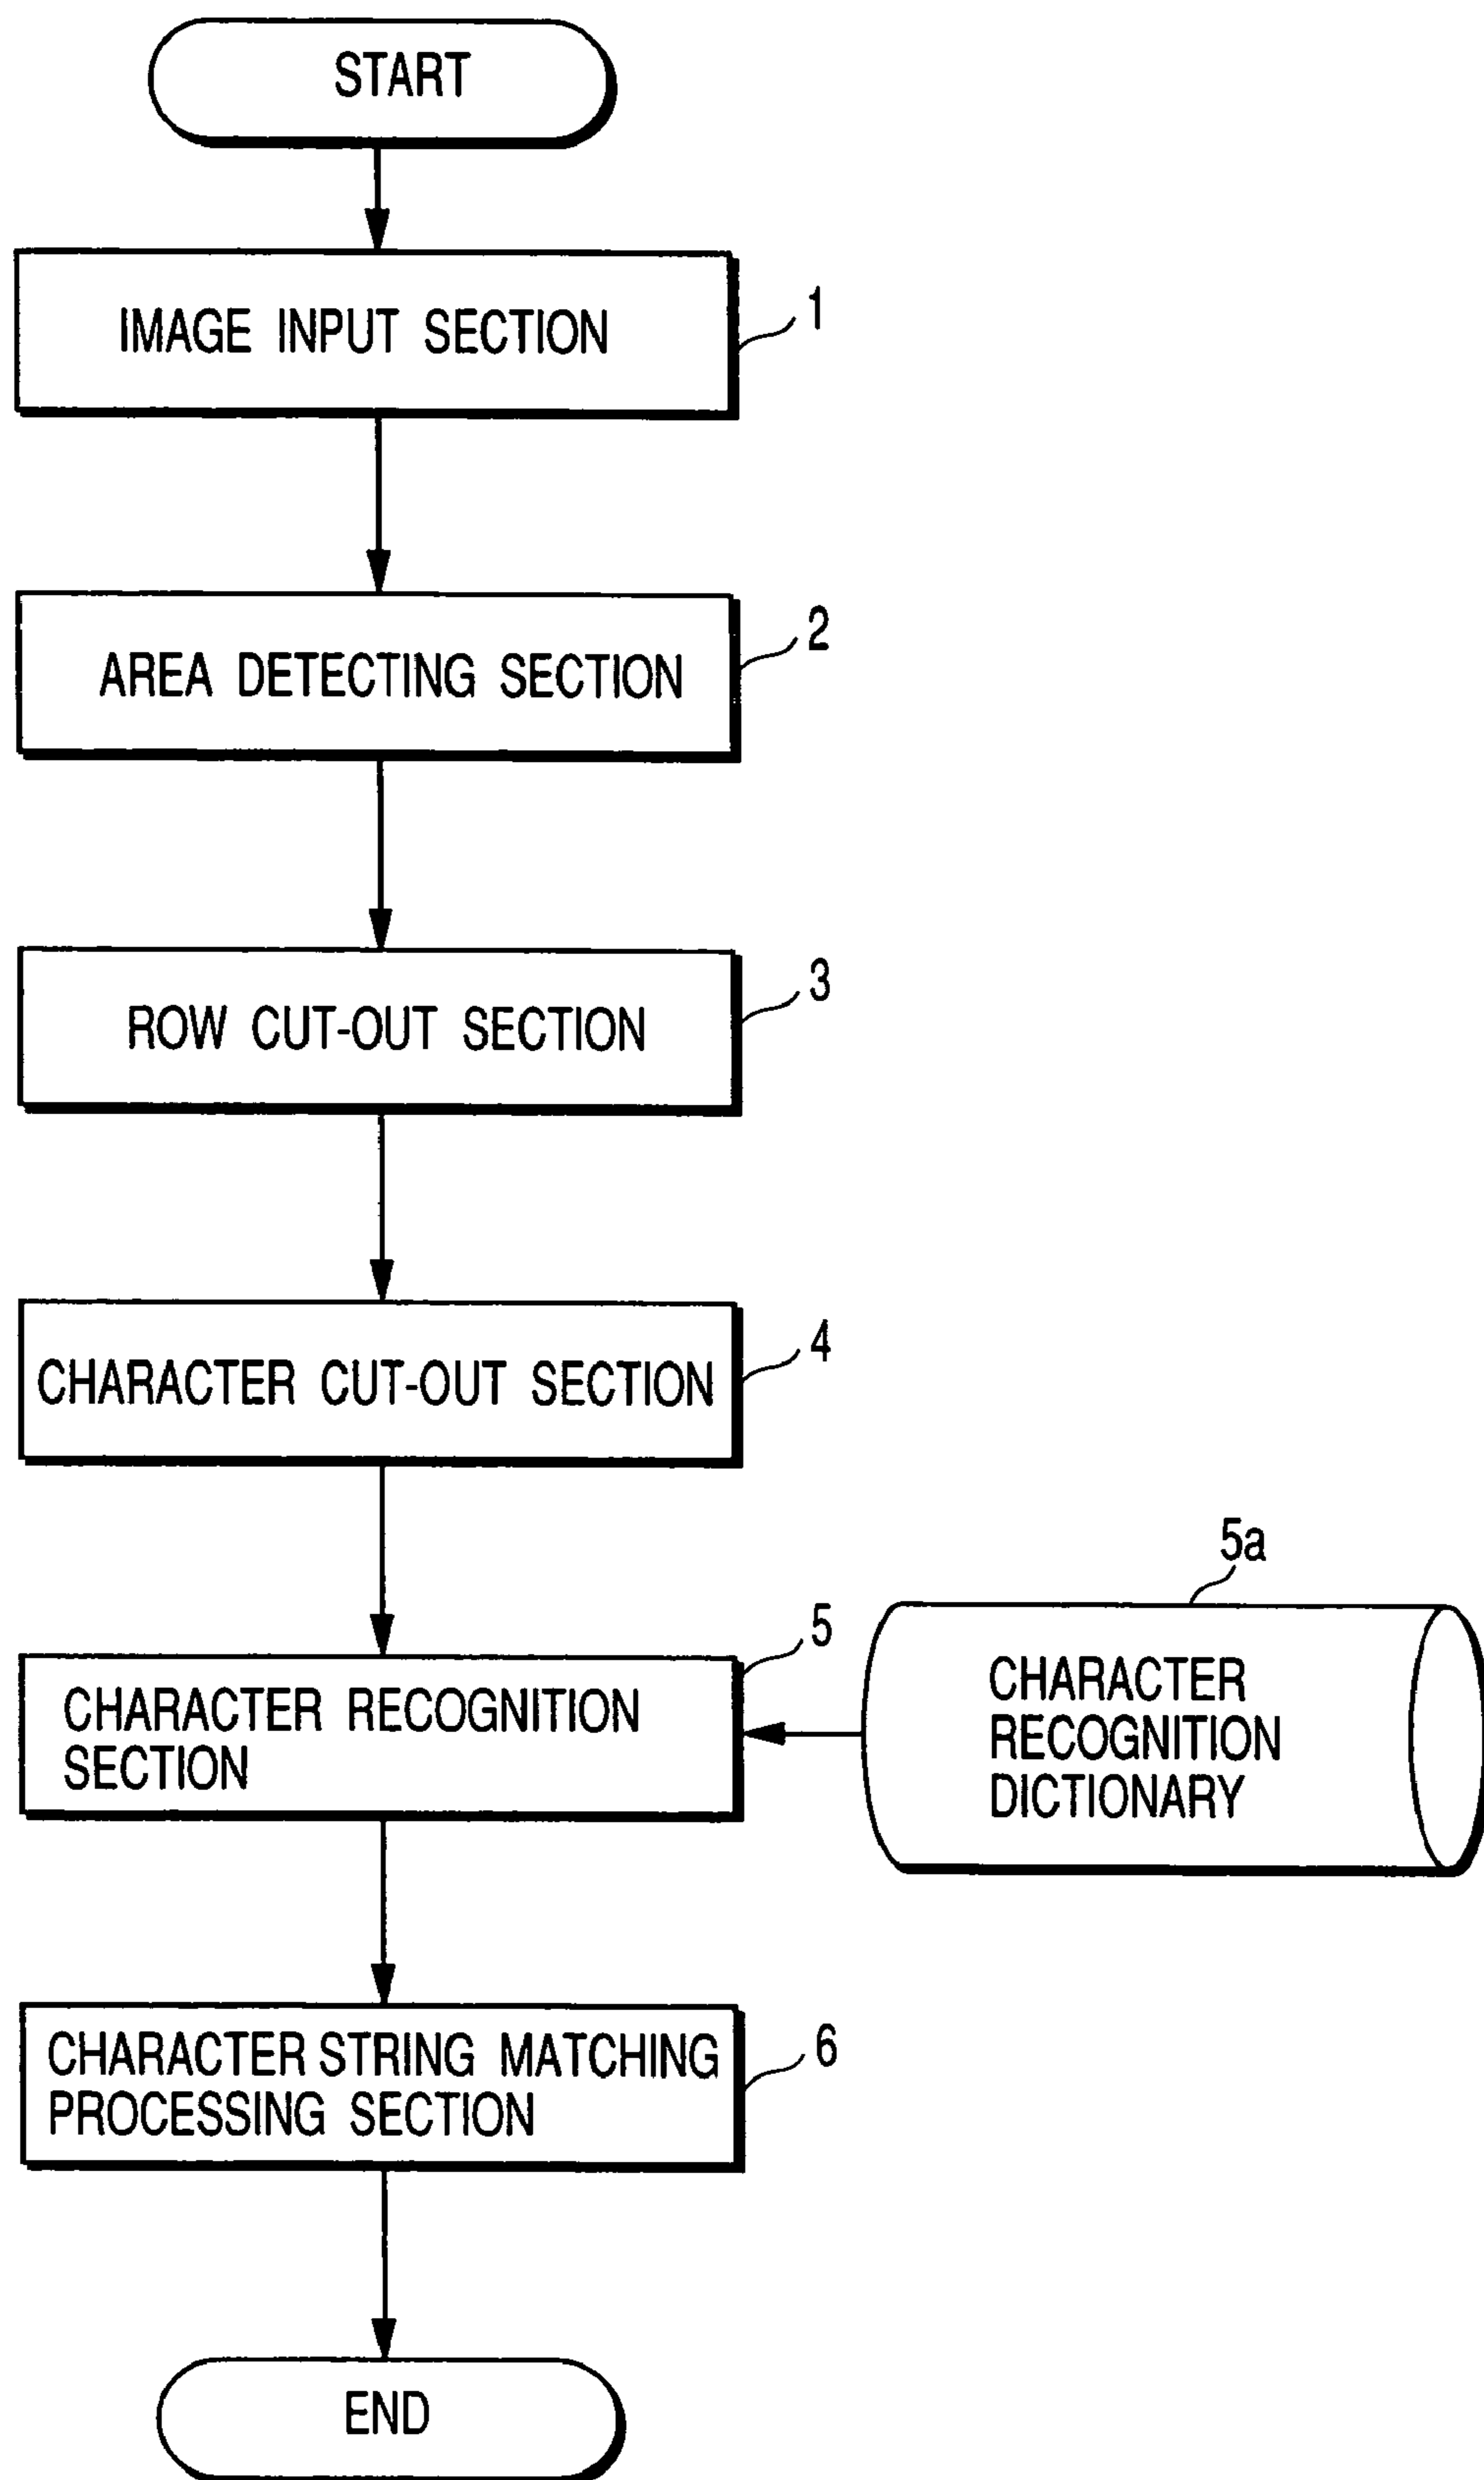 START
IMAGE INPUT SECTION
1
AREA DETECTING SECTION
2
ROW CUT-OUT SECTION
3
CHARACTER CUT-OUT SECTION
4
CHARACTER RECOGNITION
SECTION
5
5a
CHARACTER
RECOGNITION
DICTIONARY
CHARACTER STRING MATCHING
PROCESSING SECTION
6
END